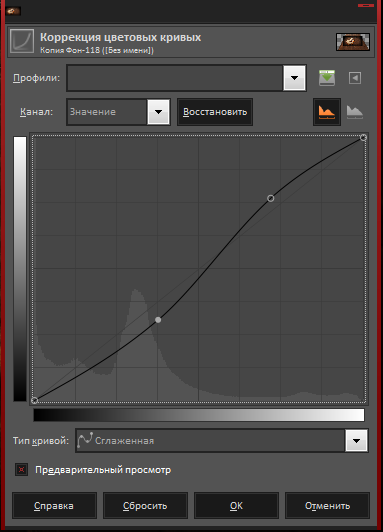 Коррекция цветовых кривых
Копия Фон-118 ([Без имени])
Профили:
Канал: Значение Восстановить
Тип кривой: Сглаженная
Предварительный просмотр
Справка Сбросить OK Отменить